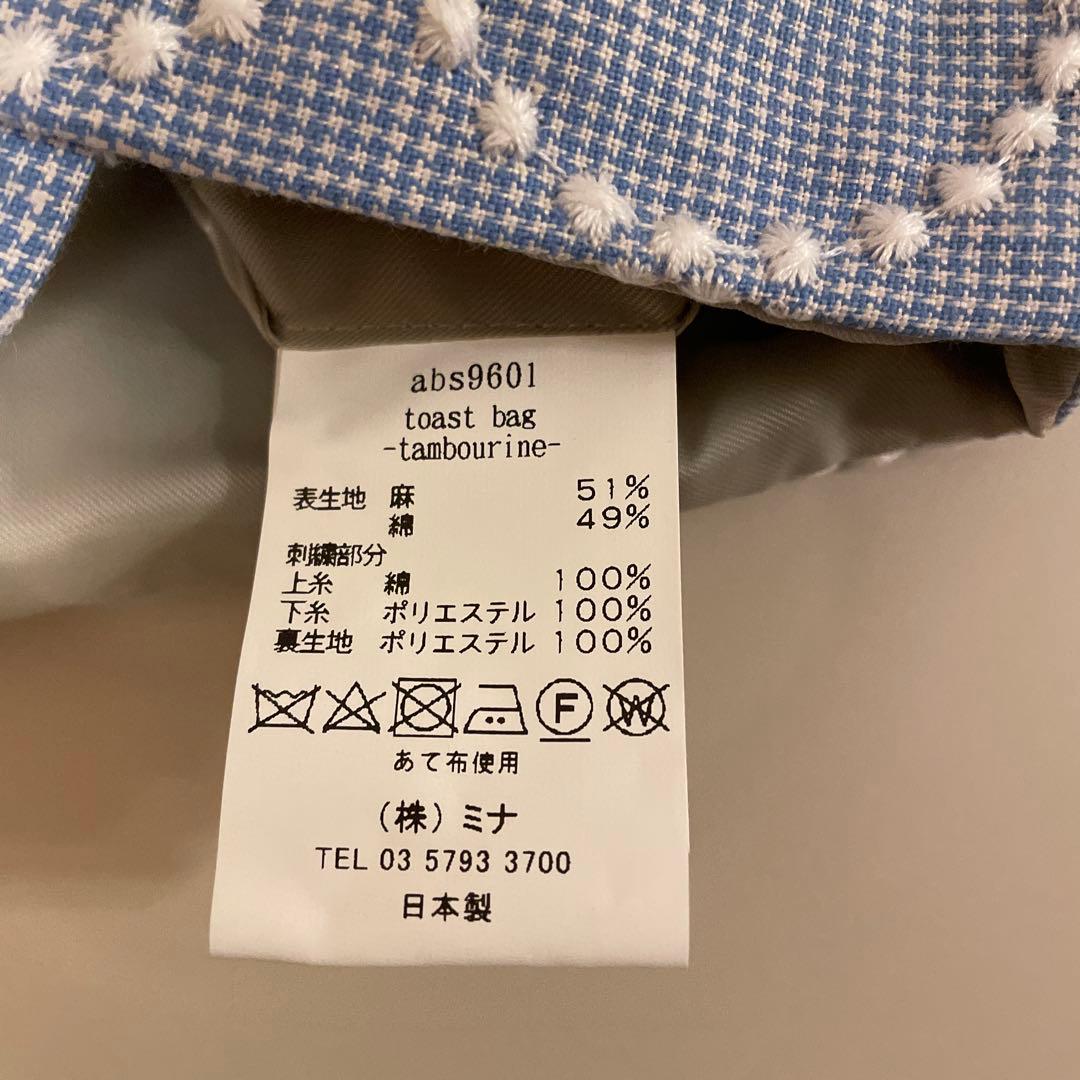 abs9601
toast bag
-tambourine-
表生地 麻 51%
綿 49%
刺繍部分
上糸 綿 100%
下糸 ポリエステル 100%
裏生地 ポリエステル 100%
F W
あて布使用
(株) ミナ
TEL 03 5793 3700
日本製